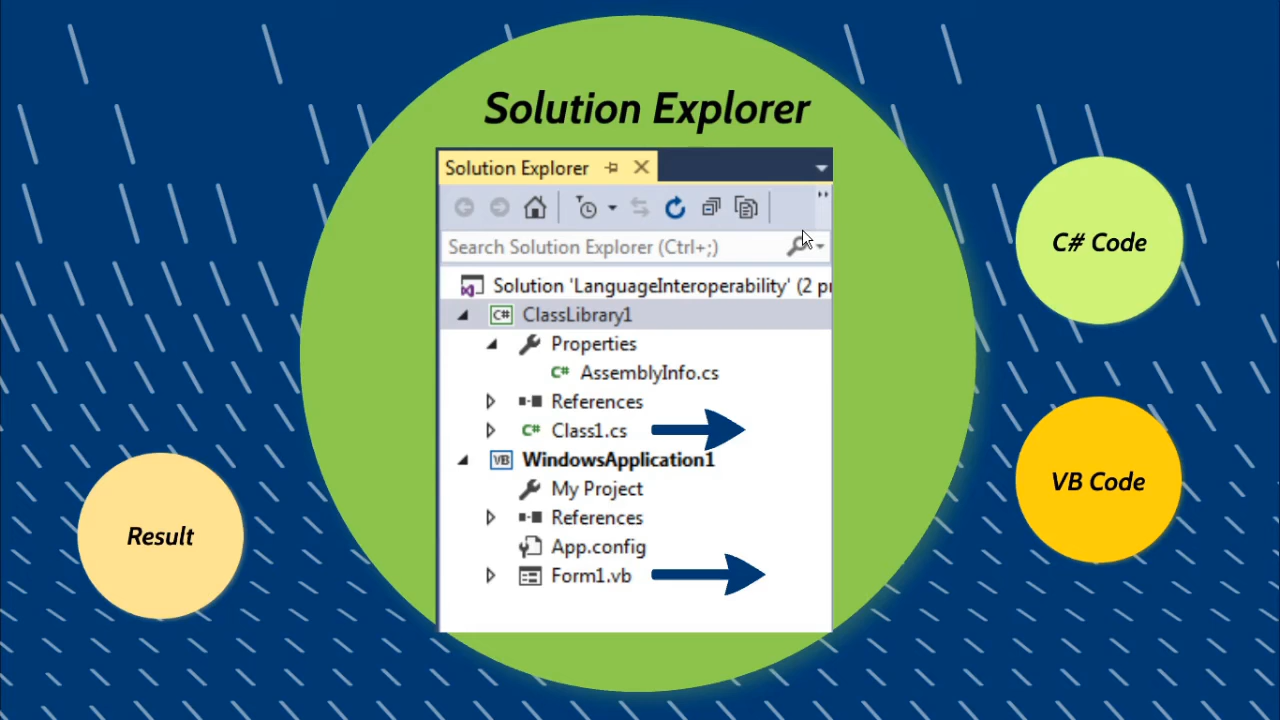 Solution Explorer
Solution Explorer
Search Solution Explorer (Ctrl+;)
Solution 'LanguageInteroperability' (2 pr
C# ClassLibrary1
Properties
C# AssemblyInfo.cs
References
C# Class1.cs
VB WindowsApplication1
My Project
References
App.config
Form1.vb
C# Code
VB Code
Result